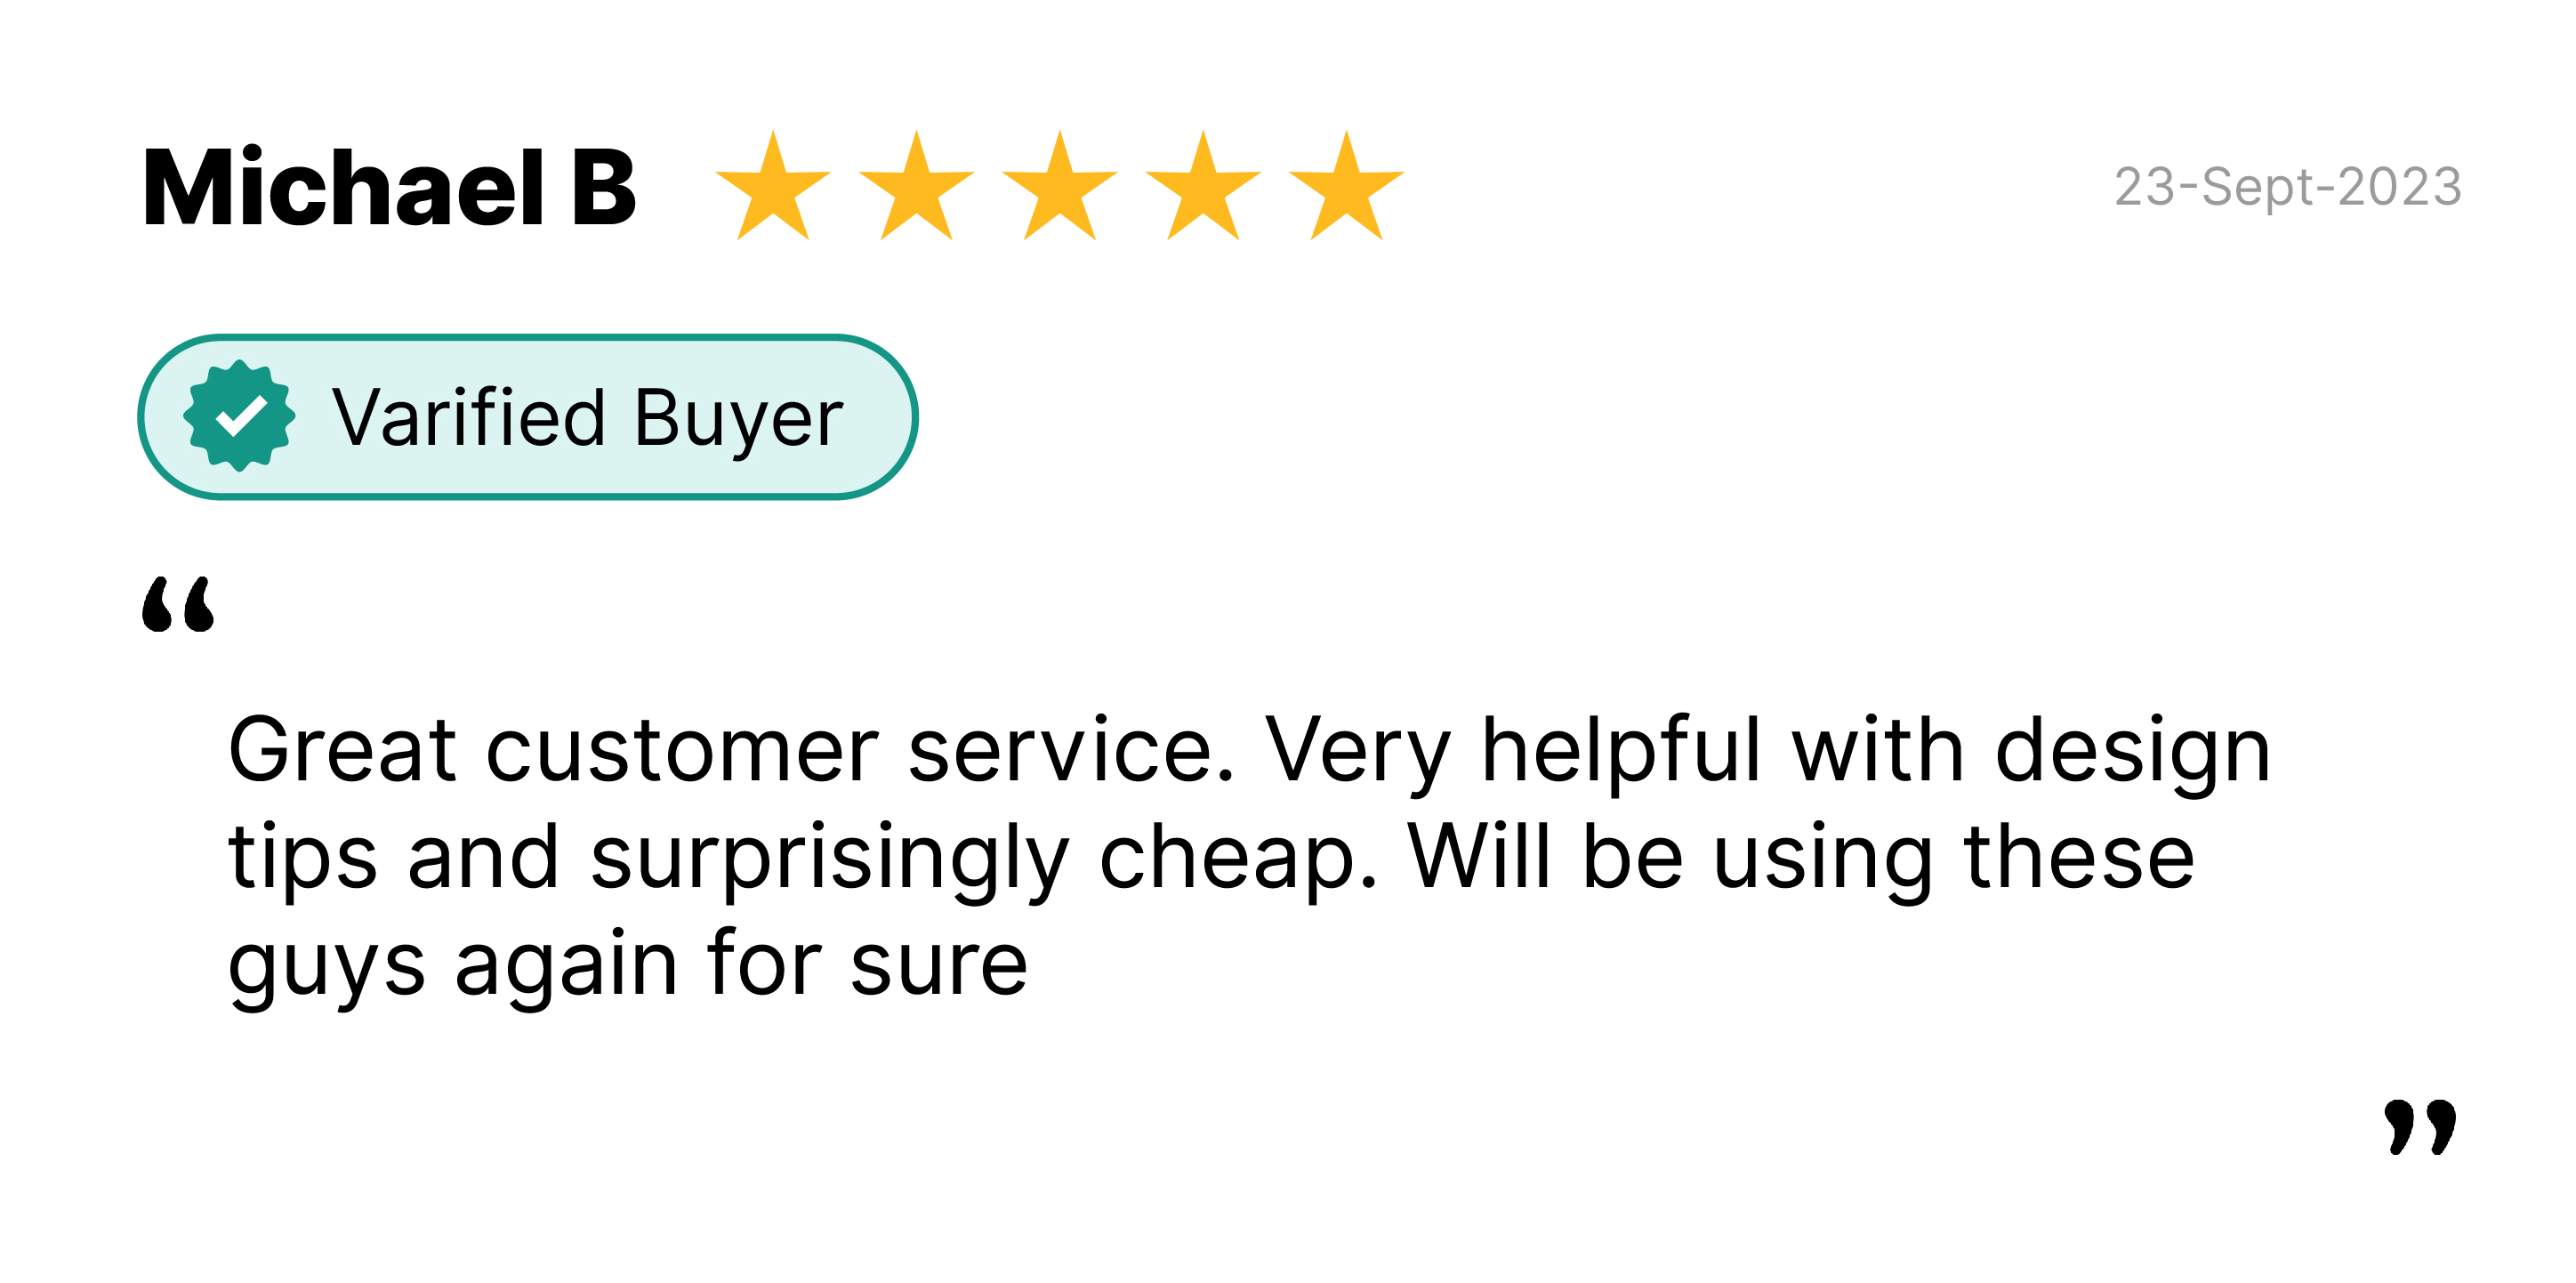 Michael B
23-Sept-2023
Varified Buyer
“
Great customer service. Very helpful with design
tips and surprisingly cheap. Will be using these
guys again for sure
”